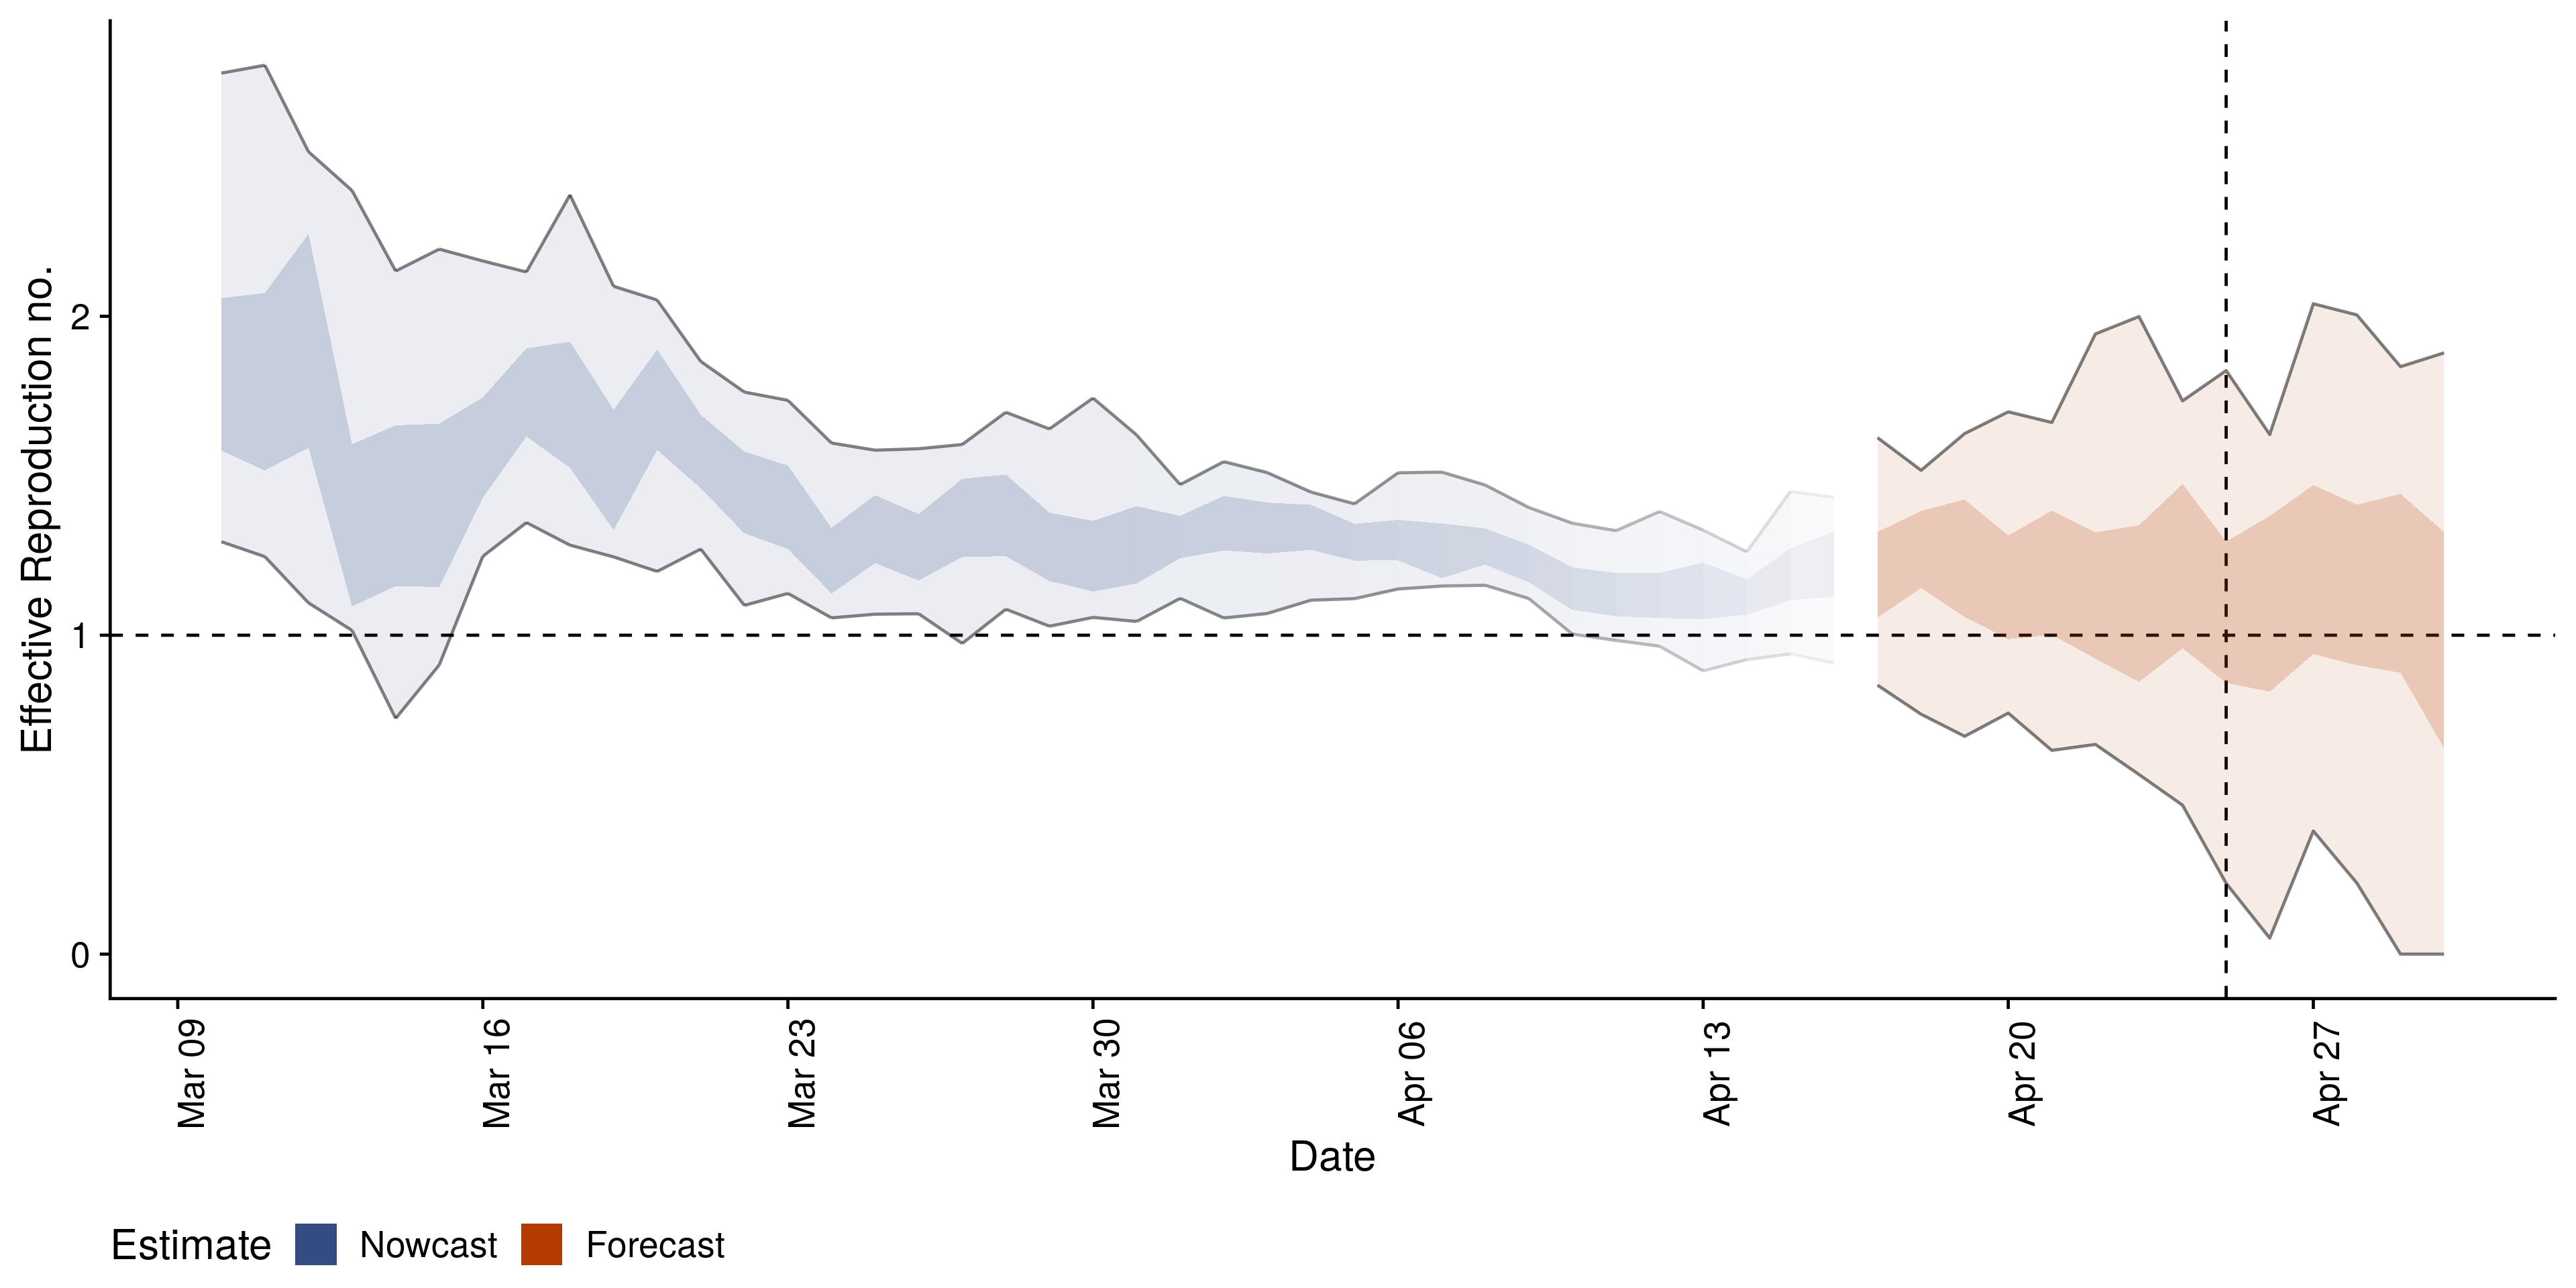 Effective Reproduction no.
2
1
0
Mar 09
Mar 16
Mar 23
Mar 30
Apr 06
Apr 13
Apr 20
Apr 27
Date
Estimate Nowcast Forecast